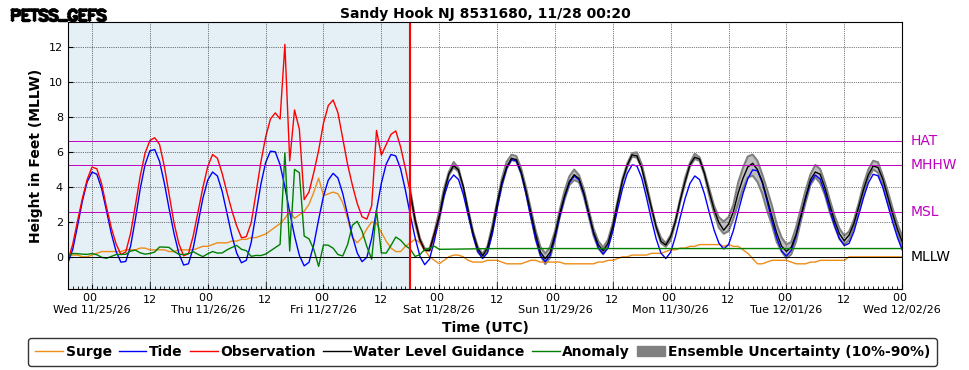 PETSS_GEFS
Sandy Hook NJ 8531680, 11/28 00:20
Height in Feet (MLLW)
12
10
8
6
4
2
0
HAT
MHHW
MSL
MLLW
00 12 00 12 00 12 00 12 00 12 00 12 00 12 00
Wed 11/25/26 Thu 11/26/26 Fri 11/27/26 Sat 11/28/26 Sun 11/29/26 Mon 11/30/26 Tue 12/01/26 Wed 12/02/26
Time (UTC)
Surge Tide Observation Water Level Guidance Anomaly Ensemble Uncertainty (10%-90%)